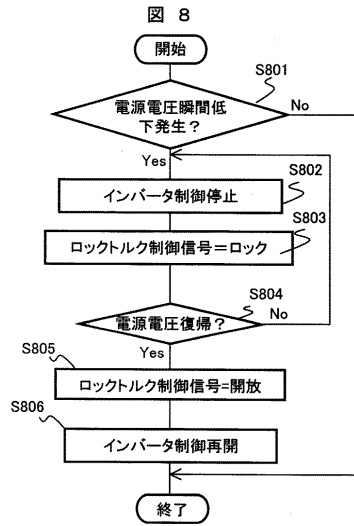 図 8
開始
S801
電源電圧瞬間低
下発生？
No
Yes
S802
インバータ制御停止
S803
ロックトルク制御信号＝ロック
S804
電源電圧復帰？
No
Yes
S805
ロックトルク制御信号=開放
S806
インバータ制御再開
終了